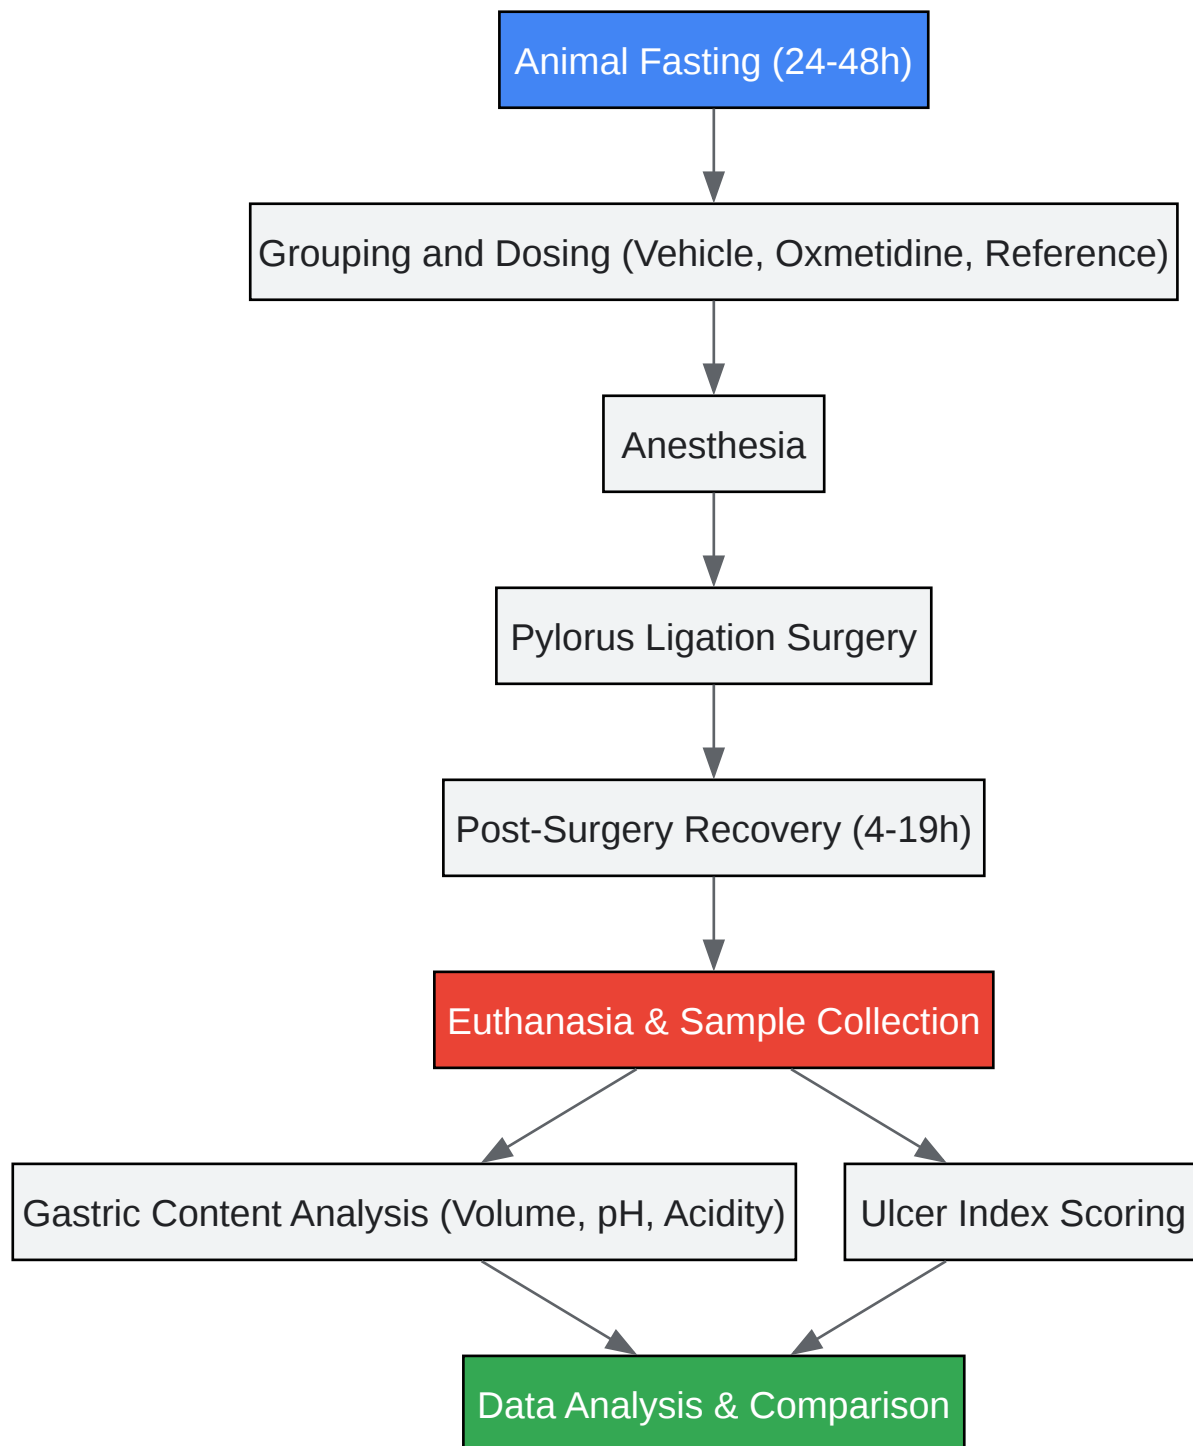 Animal Fasting (24-48h)
Grouping and Dosing (Vehicle, Oxmetidine, Reference)
Anesthesia
Pylorus Ligation Surgery
Post-Surgery Recovery (4-19h)
Euthanasia & Sample Collection
Gastric Content Analysis (Volume, pH, Acidity)
Ulcer Index Scoring
Data Analysis & Comparison